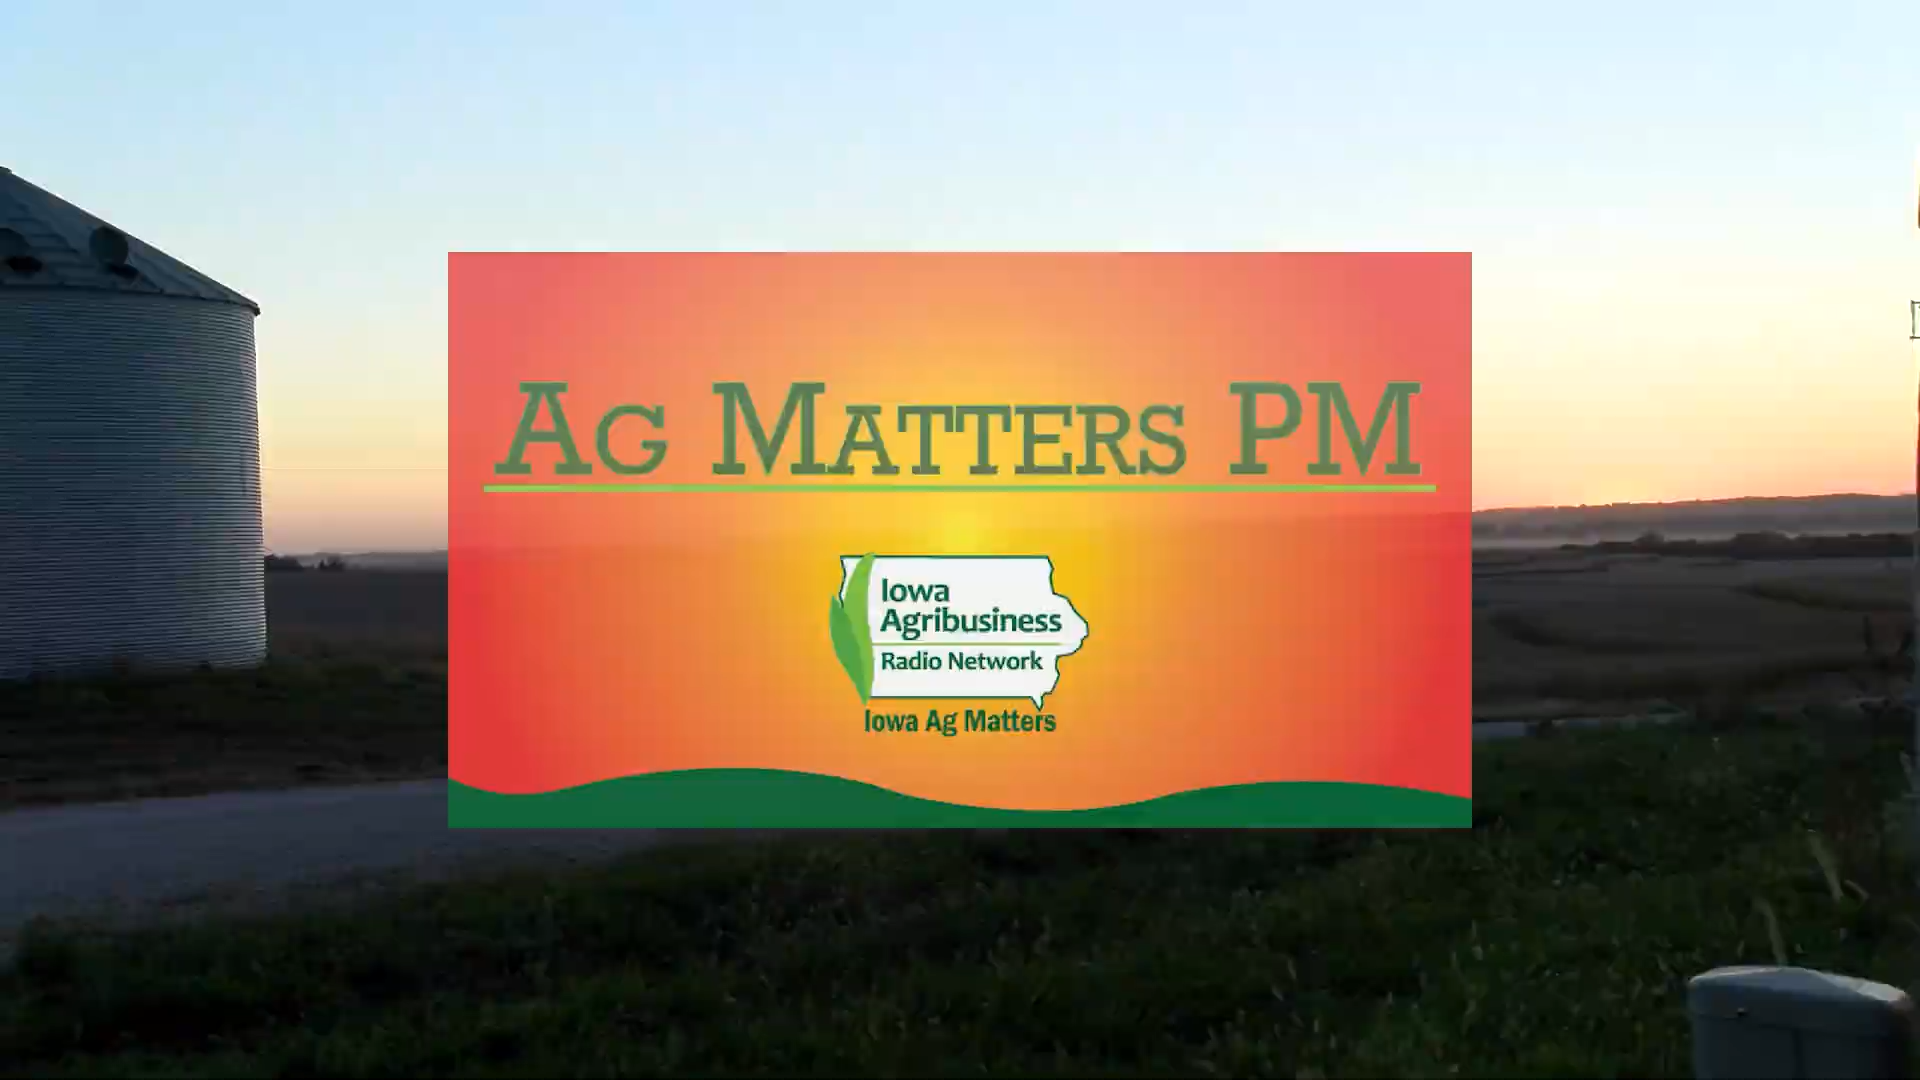 Ag Matters PM
Iowa
Agribusiness
Radio Network
Iowa Ag Matters